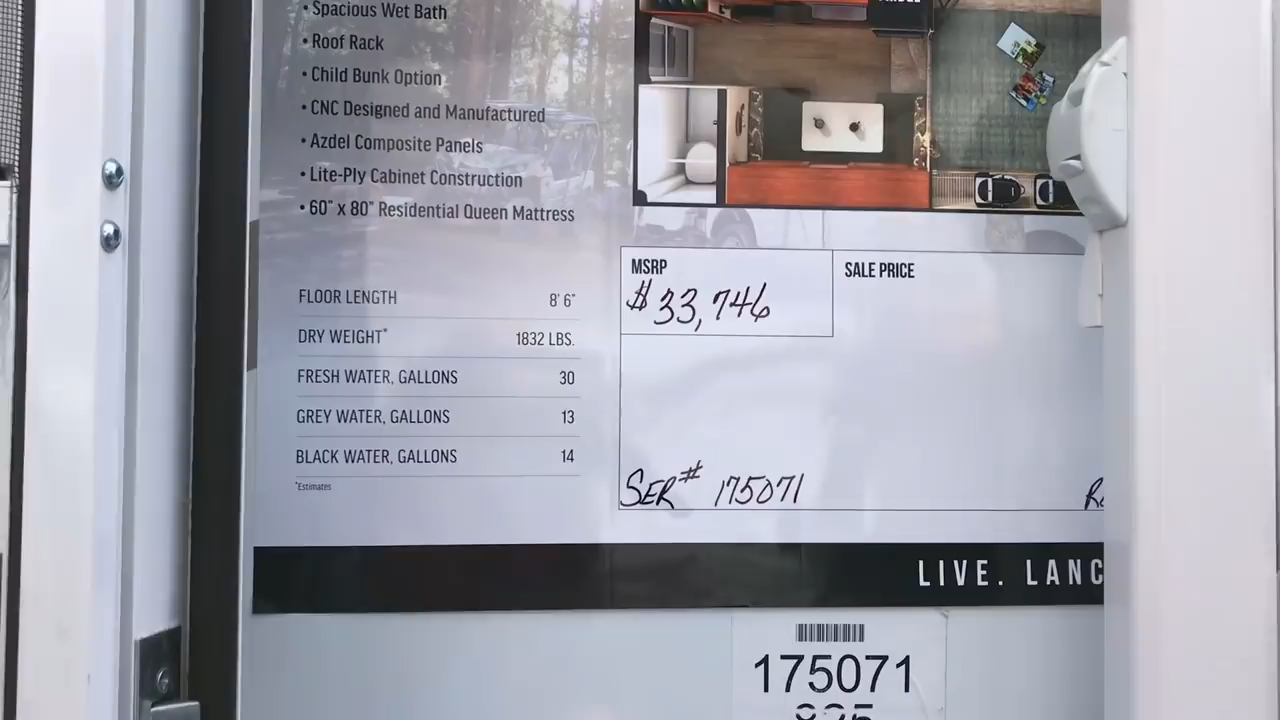 • Spacious Wet Bath
• Roof Rack
• Child Bunk Option
• CNC Designed and Manufactured
• Azdel Composite Panels
• Lite-Ply Cabinet Construction
• 60" x 80" Residential Queen Mattress
FLOOR LENGTH 8' 6"
DRY WEIGHT* 1832 LBS.
FRESH WATER, GALLONS 30
GREY WATER, GALLONS 13
BLACK WATER, GALLONS 14
*Estimates
MSRP
$33,746
SALE PRICE
SER# 175071
LIVE. LANC
175071
825